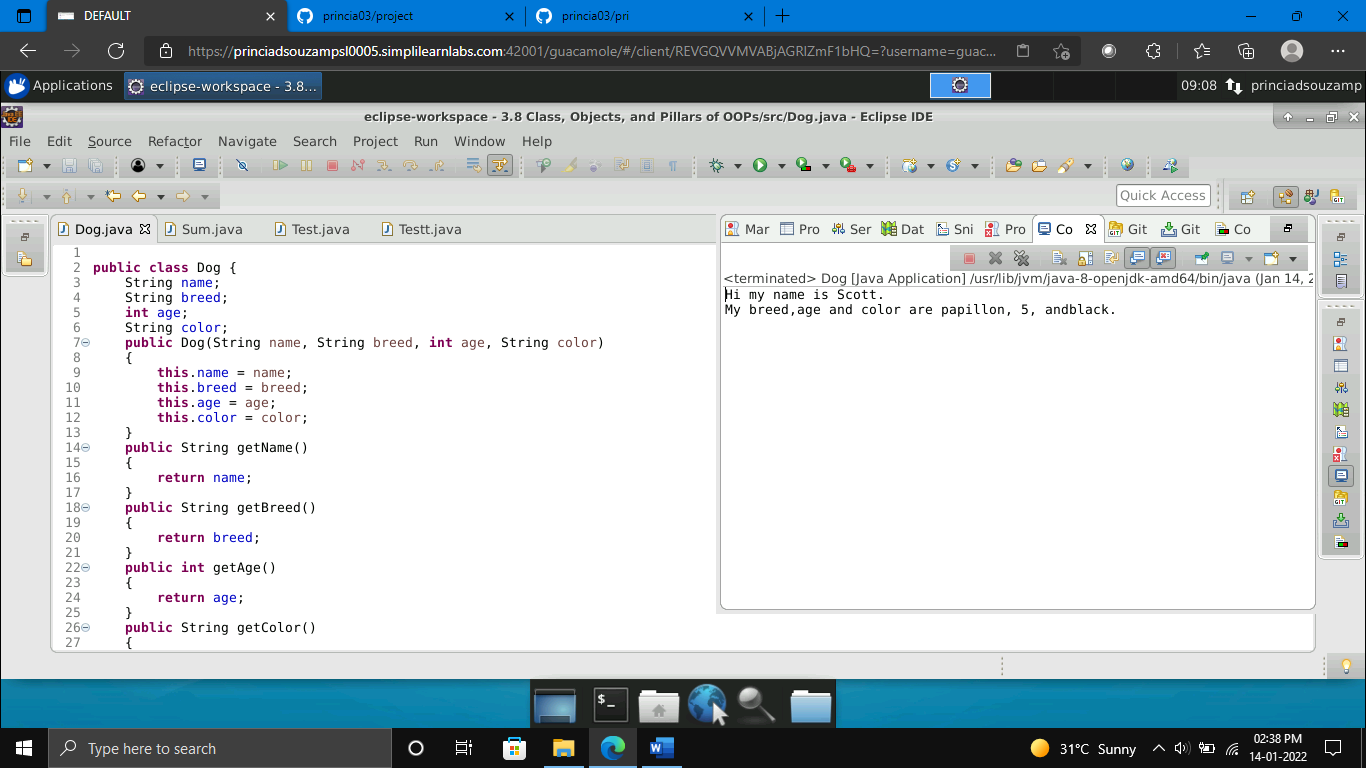 DEFAULT
princia03/project
princia03/pri
https://princiadsouzampsl0005.simplilearnlabs.com:42001/guacamole/#/client/REVGQVVMVABjAGRlZmF1bHQ=?username=guac...
Applications
eclipse-workspace - 3.8...
09:08
princiadsouzamp
eclipse-workspace - 3.8 Class, Objects, and Pillars of OOPs/src/Dog.java - Eclipse IDE
File Edit Source Refactor Navigate Search Project Run Window Help
Quick Access
Dog.java Sum.java Test.java Testt.java
Mar Pro Ser Dat Sni Pro Co Git Git Co
<terminated> Dog [Java Application] /usr/lib/jvm/java-8-openjdk-amd64/bin/java (Jan 14, 2
Hi my name is Scott.
My breed,age and color are papillon, 5, andblack.
1
2 public class Dog {
3 String name;
4 String breed;
5 int age;
6 String color;
7 public Dog(String name, String breed, int age, String color)
8 {
9 this.name = name;
10 this.breed = breed;
11 this.age = age;
12 this.color = color;
13 }
14 public String getName()
15 {
16 return name;
17 }
18 public String getBreed()
19 {
20 return breed;
21 }
22 public int getAge()
23 {
24 return age;
25 }
26 public String getColor()
27 {
Type here to search
31°C Sunny
02:38 PM
14-01-2022